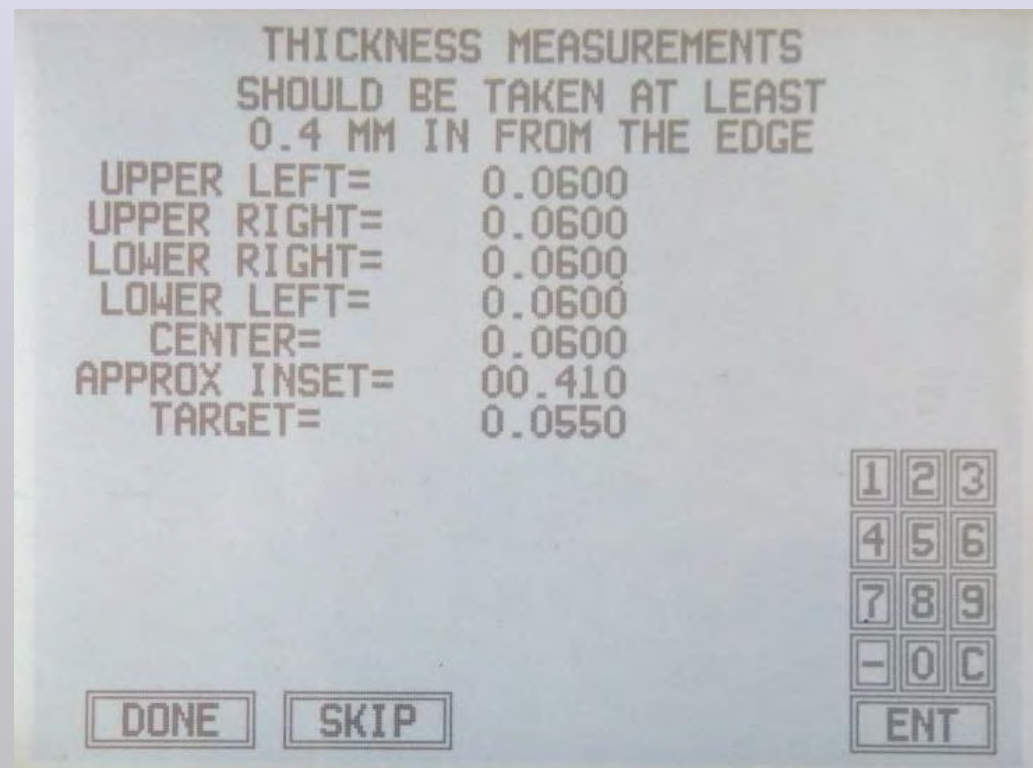 THICKNESS MEASUREMENTS
SHOULD BE TAKEN AT LEAST
0.4 MM IN FROM THE EDGE
UPPER LEFT= 0.0600
UPPER RIGHT= 0.0600
LOWER RIGHT= 0.0600
LOWER LEFT= 0.0600
CENTER= 0.0600
APPROX INSET= 00.410
TARGET= 0.0550
1 2 3
4 5 6
7 8 9
- 0 C
DONE SKIP ENT